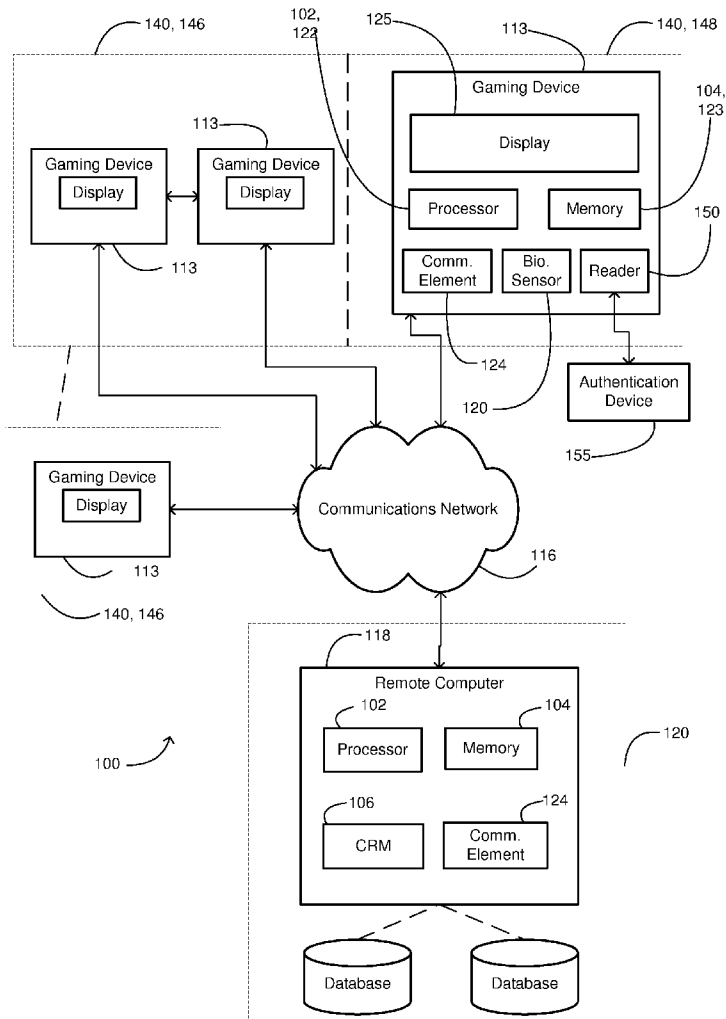 140, 146
102,
122
125
113
140, 148
Gaming Device
104,
123
Display
113
Gaming Device
Display
Gaming Device
Display
Processor
Memory
150
113
Comm.
Element
Bio.
Sensor
Reader
124
120
Authentication
Device
155
Gaming Device
Display
Communications Network
113
116
140, 146
118
Remote Computer
102
104
Processor
Memory
120
100
106
124
CRM
Comm.
Element
Database
Database